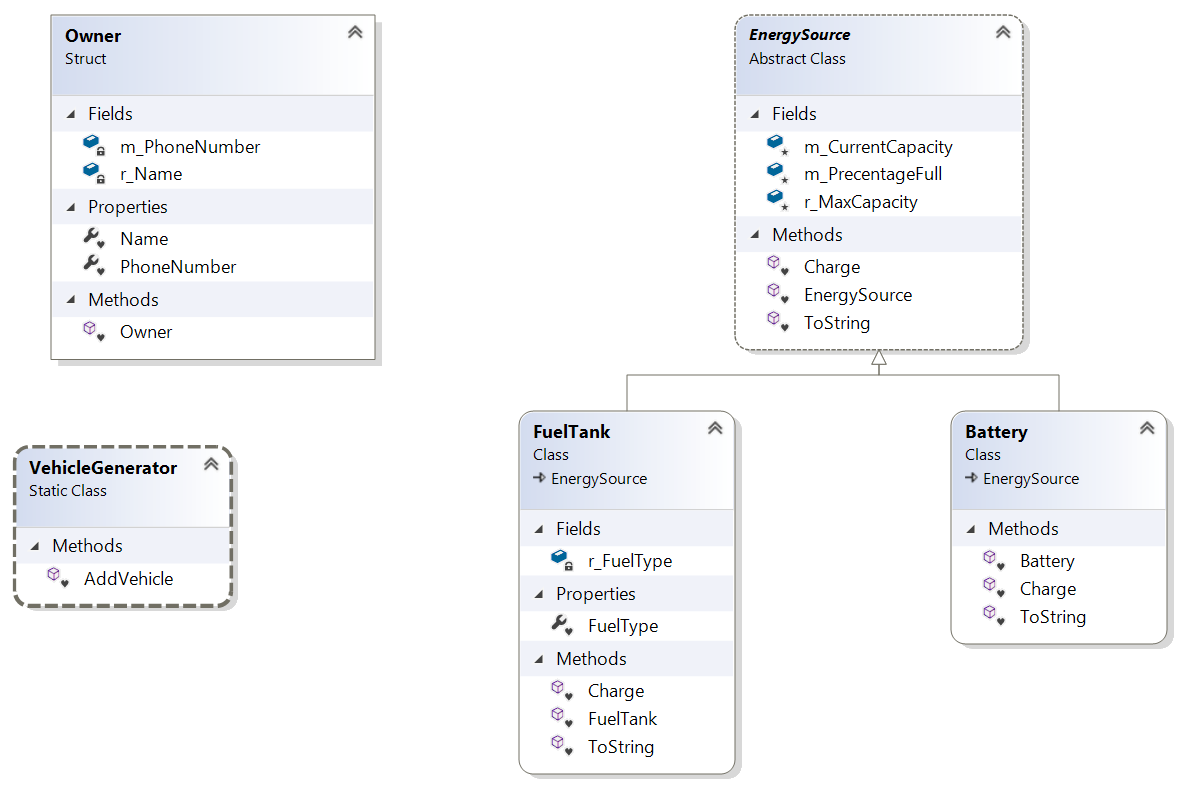 Owner
Struct
Fields
m_PhoneNumber
r_Name
Properties
Name
PhoneNumber
Methods
Owner
EnergySource
Abstract Class
Fields
m_CurrentCapacity
m_PrecentageFull
r_MaxCapacity
Methods
Charge
EnergySource
ToString
VehicleGenerator
Static Class
Methods
AddVehicle
FuelTank
Class
EnergySource
Fields
r_FuelType
Properties
FuelType
Methods
Charge
FuelTank
ToString
Battery
Class
EnergySource
Methods
Battery
Charge
ToString